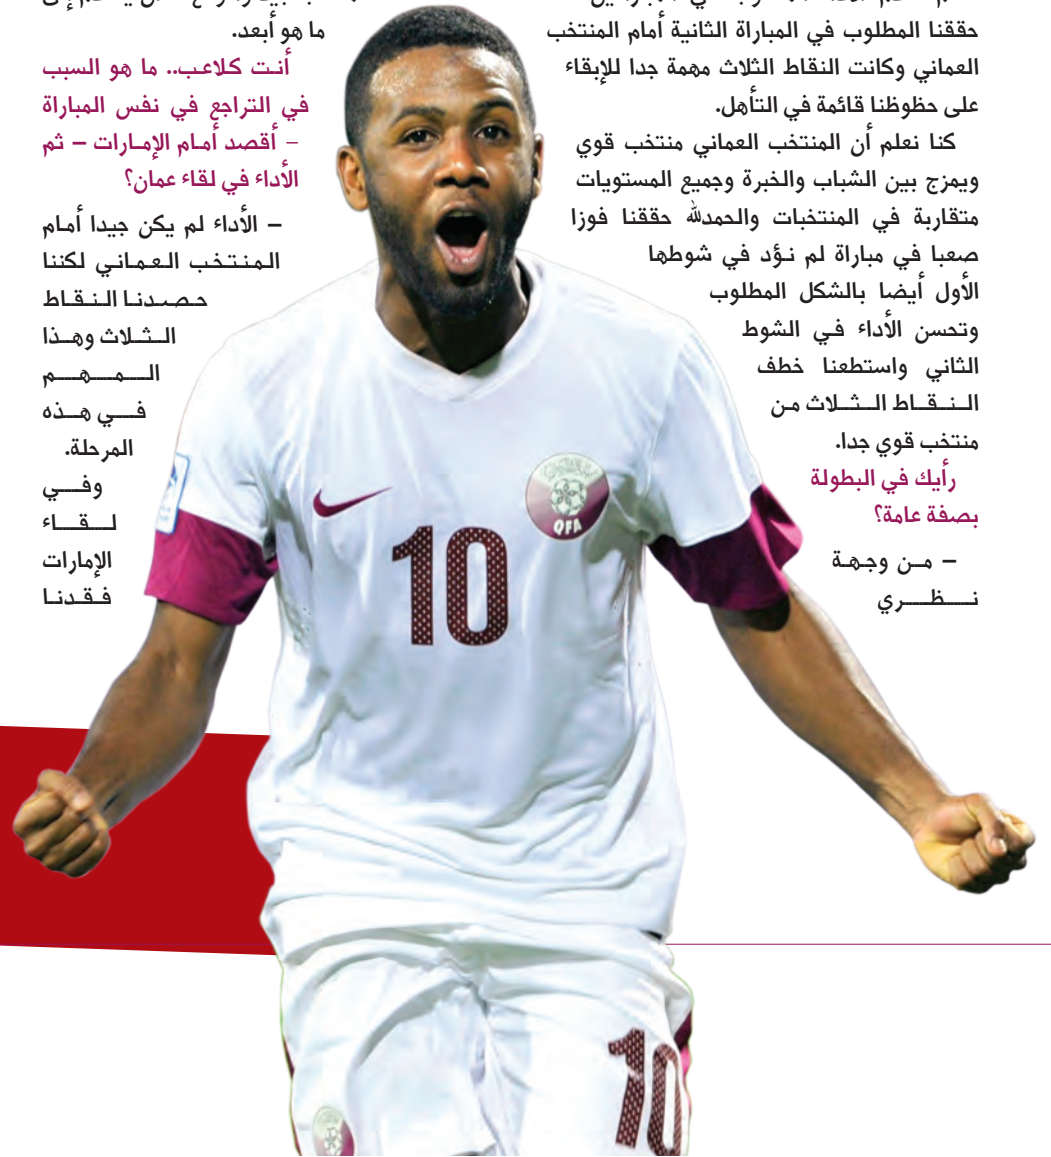 حققنا المطلوب في المباراة الثانية أمام المنتخب
العماني وكانت النقاط الثلاث مهمة جدا للإبقاء
على حظوظنا قائمة في التأهل.
كنا نعلم أن المنتخب العماني منتخب قوي
ويمزج بين الشباب والخبرة وجميع المستويات
متقاربة في المنتخبات والحمدلله حققنا فوزا
صعبا في مباراة لم نؤد في شوطها
الأول أيضا بالشكل المطلوب
وتحسن الأداء في الشوط
الثاني واستطعنا خطف
النقاط الثلاث من
منتخب قوي جدا.
رأيك في البطولة
بصفة عامة؟
– من وجهة
نظري
ما هو أبعد.
أنت كلاعب.. ما هو السبب
في التراجع في نفس المباراة
– أقصد أمام الإمارات – ثم
الأداء في لقاء عمان؟
– الأداء لم يكن جيدا أمام
المنتخب العماني لكننا
حصدنا النقاط
الثلاث وهذا
المهم
في هذه
المرحلة.
وفي
لقاء
الإمارات
فقدنا
QFA
10
10